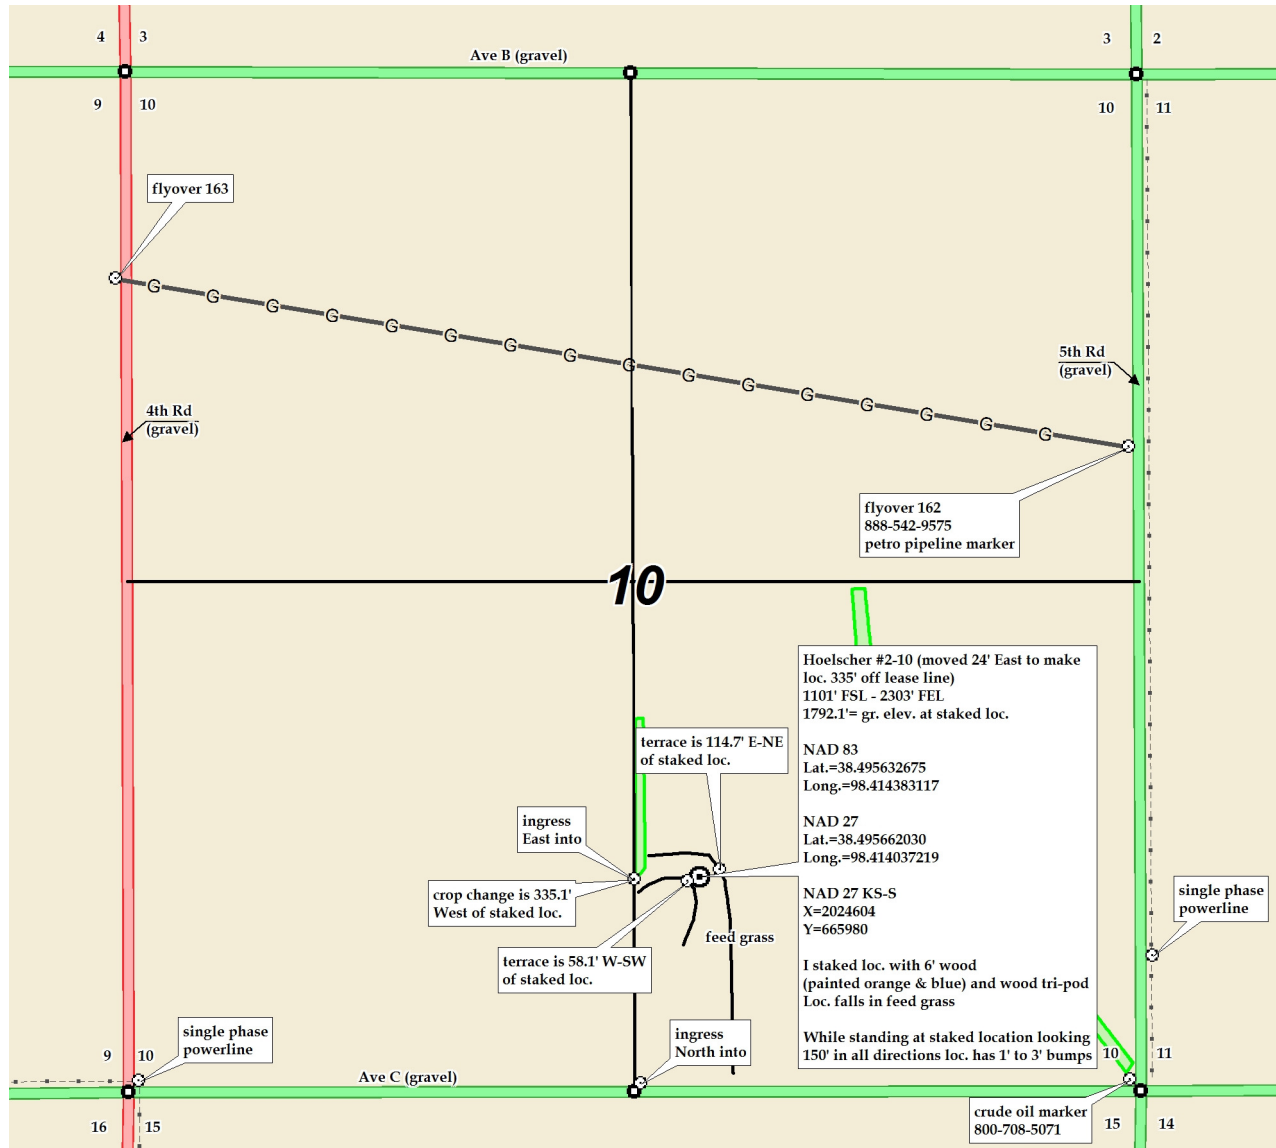 4 3
Ave B (gravel)
3 2
9 10
10 11
flyover 163
G G G G G G G G G G G G G G G G
5th Rd
(gravel)
4th Rd
(gravel)
flyover 162
888-542-9575
petro pipeline marker
10
Hoelscher #2-10 (moved 24' East to make
loc. 335' off lease line)
1101' FSL - 2303' FEL
1792.1'= gr. elev. at staked loc.
NAD 83
Lat.=38.495632675
Long.=98.414383117
NAD 27
Lat.=38.495662030
Long.=98.414037219
NAD 27 KS-S
X=2024604
Y=665980
I staked loc. with 6' wood
(painted orange & blue) and wood tri-pod
Loc. falls in feed grass
While standing at staked location looking
150' in all directions loc. has 1' to 3' bumps
terrace is 114.7' E-NE
of staked loc.
ingress
East into
crop change is 335.1'
West of staked loc.
feed grass
terrace is 58.1' W-SW
of staked loc.
single phase
powerline
single phase
powerline
ingress
North into
9 10
10 11
Ave C (gravel)
crude oil marker
800-708-5071
16 15
15 14